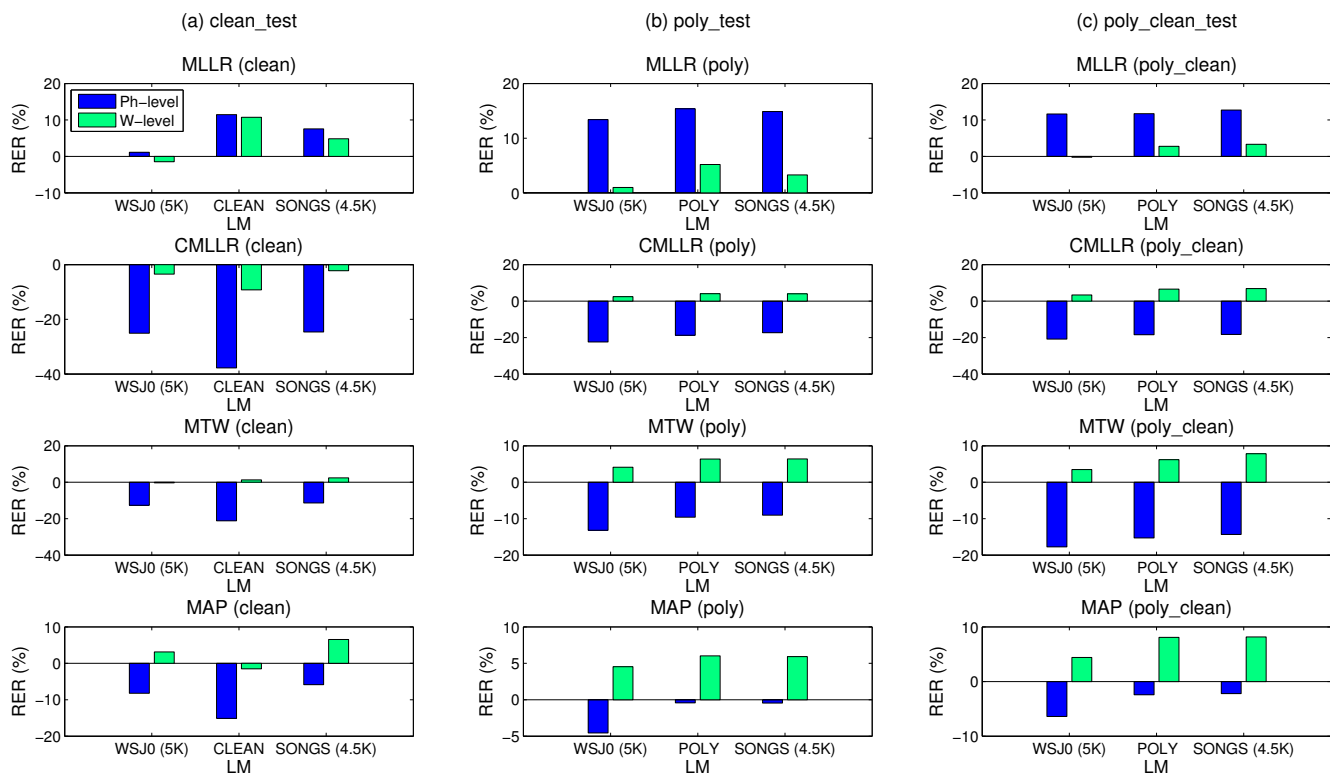 (a) clean_test
(b) poly_test
(c) poly_clean_test
MLLR (clean)
RER (%)
20
10
0
−10
Ph−level
W−level
WSJ0 (5K) CLEAN SONGS (4.5K)
LM
MLLR (poly)
RER (%)
20
10
0
WSJ0 (5K) POLY SONGS (4.5K)
LM
MLLR (poly_clean)
RER (%)
20
10
0
−10
WSJ0 (5K) POLY SONGS (4.5K)
LM
CMLLR (clean)
RER (%)
0
−20
−40
WSJ0 (5K) CLEAN SONGS (4.5K)
LM
CMLLR (poly)
RER (%)
20
0
−20
−40
WSJ0 (5K) POLY SONGS (4.5K)
LM
CMLLR (poly_clean)
RER (%)
20
0
−20
−40
WSJ0 (5K) POLY SONGS (4.5K)
LM
MTW (clean)
RER (%)
20
0
−20
−40
WSJ0 (5K) CLEAN SONGS (4.5K)
LM
MTW (poly)
RER (%)
10
0
−10
−20
WSJ0 (5K) POLY SONGS (4.5K)
LM
MTW (poly_clean)
RER (%)
10
0
−10
−20
WSJ0 (5K) POLY SONGS (4.5K)
LM
MAP (clean)
RER (%)
10
0
−10
−20
WSJ0 (5K) CLEAN SONGS (4.5K)
LM
MAP (poly)
RER (%)
10
5
0
−5
WSJ0 (5K) POLY SONGS (4.5K)
LM
MAP (poly_clean)
RER (%)
10
0
−10
WSJ0 (5K) POLY SONGS (4.5K)
LM